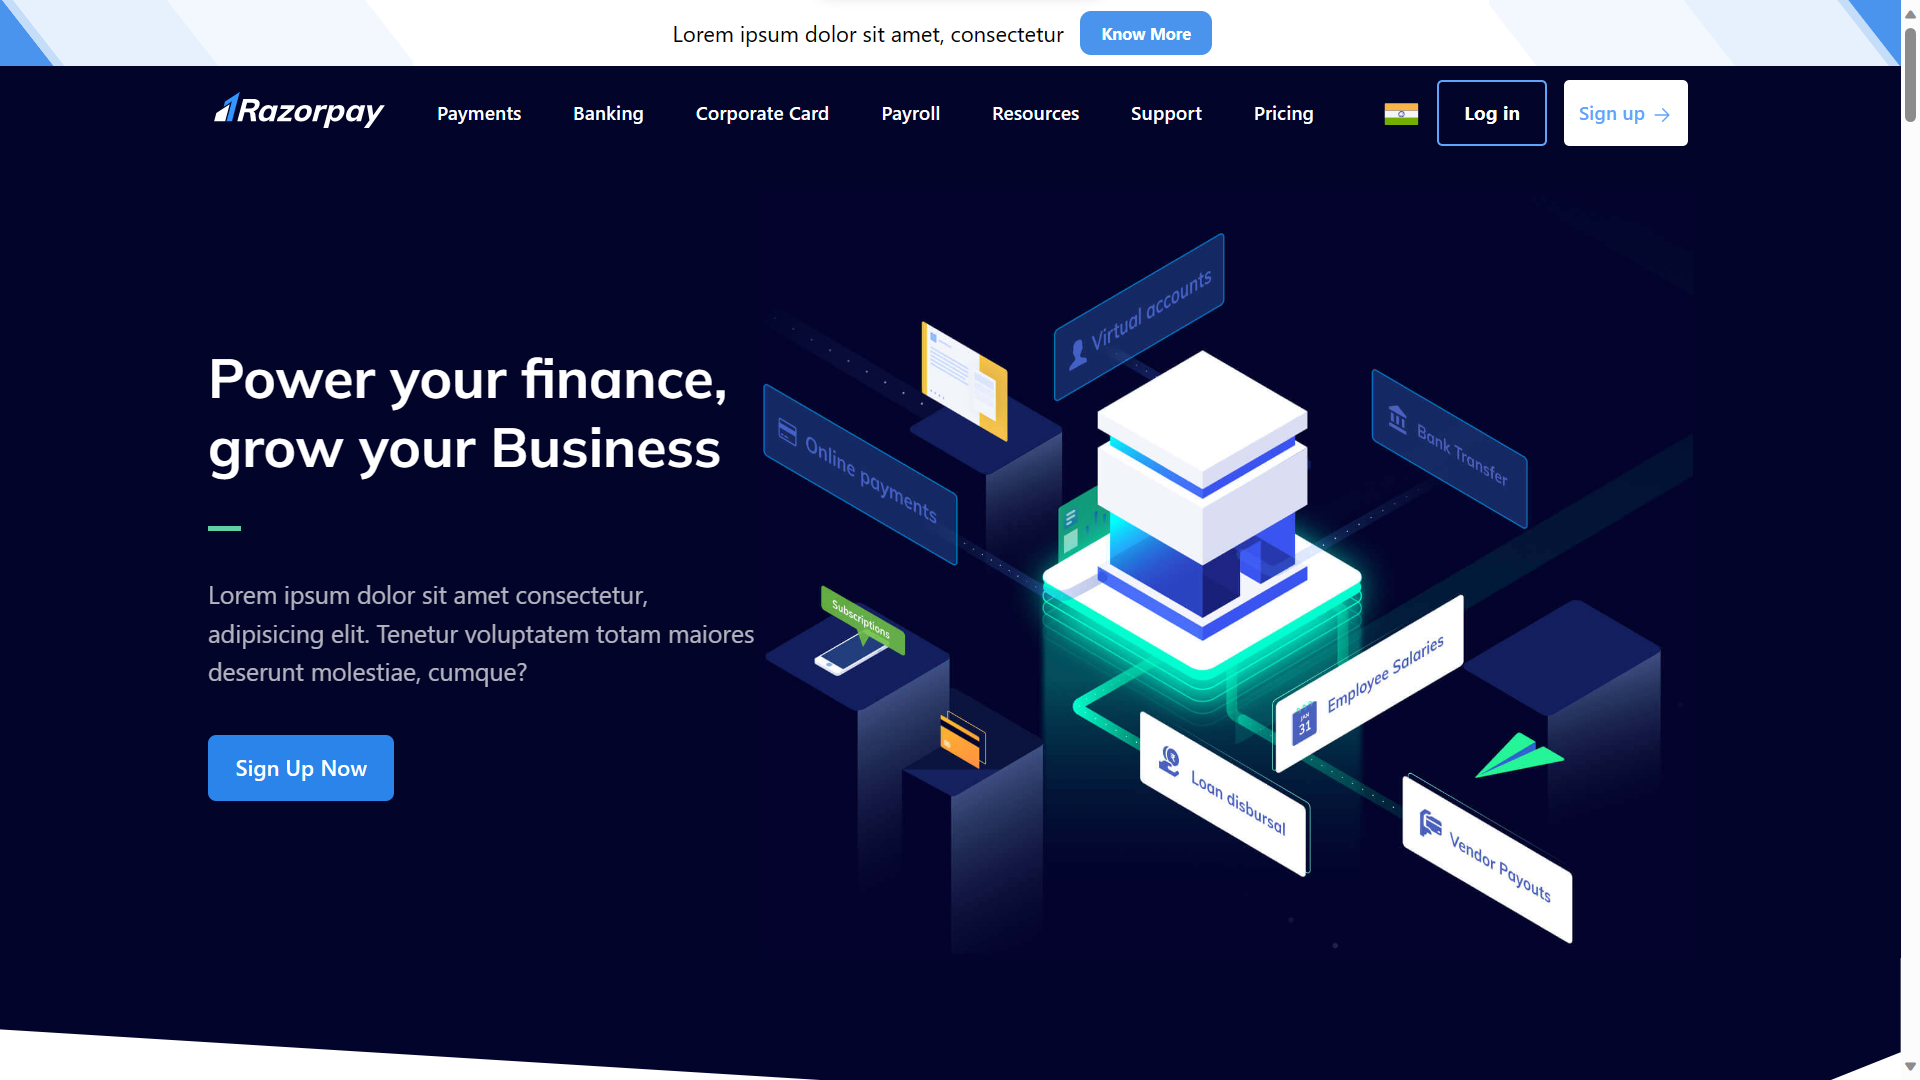 Lorem ipsum dolor sit amet, consectetur
Know More
Razorpay
Payments
Banking
Corporate Card
Payroll
Resources
Support
Pricing
Log in
Sign up →
Power your finance,
grow your Business
Lorem ipsum dolor sit amet consectetur,
adipisicing elit. Tenetur voluptatem totam maiores
deserunt molestiae, cumque?
Sign Up Now
Virtual accounts
Online payments
Bank Transfer
Subscriptions
Employee Salaries
JAN
31
Loan disbursal
Vendor Payouts